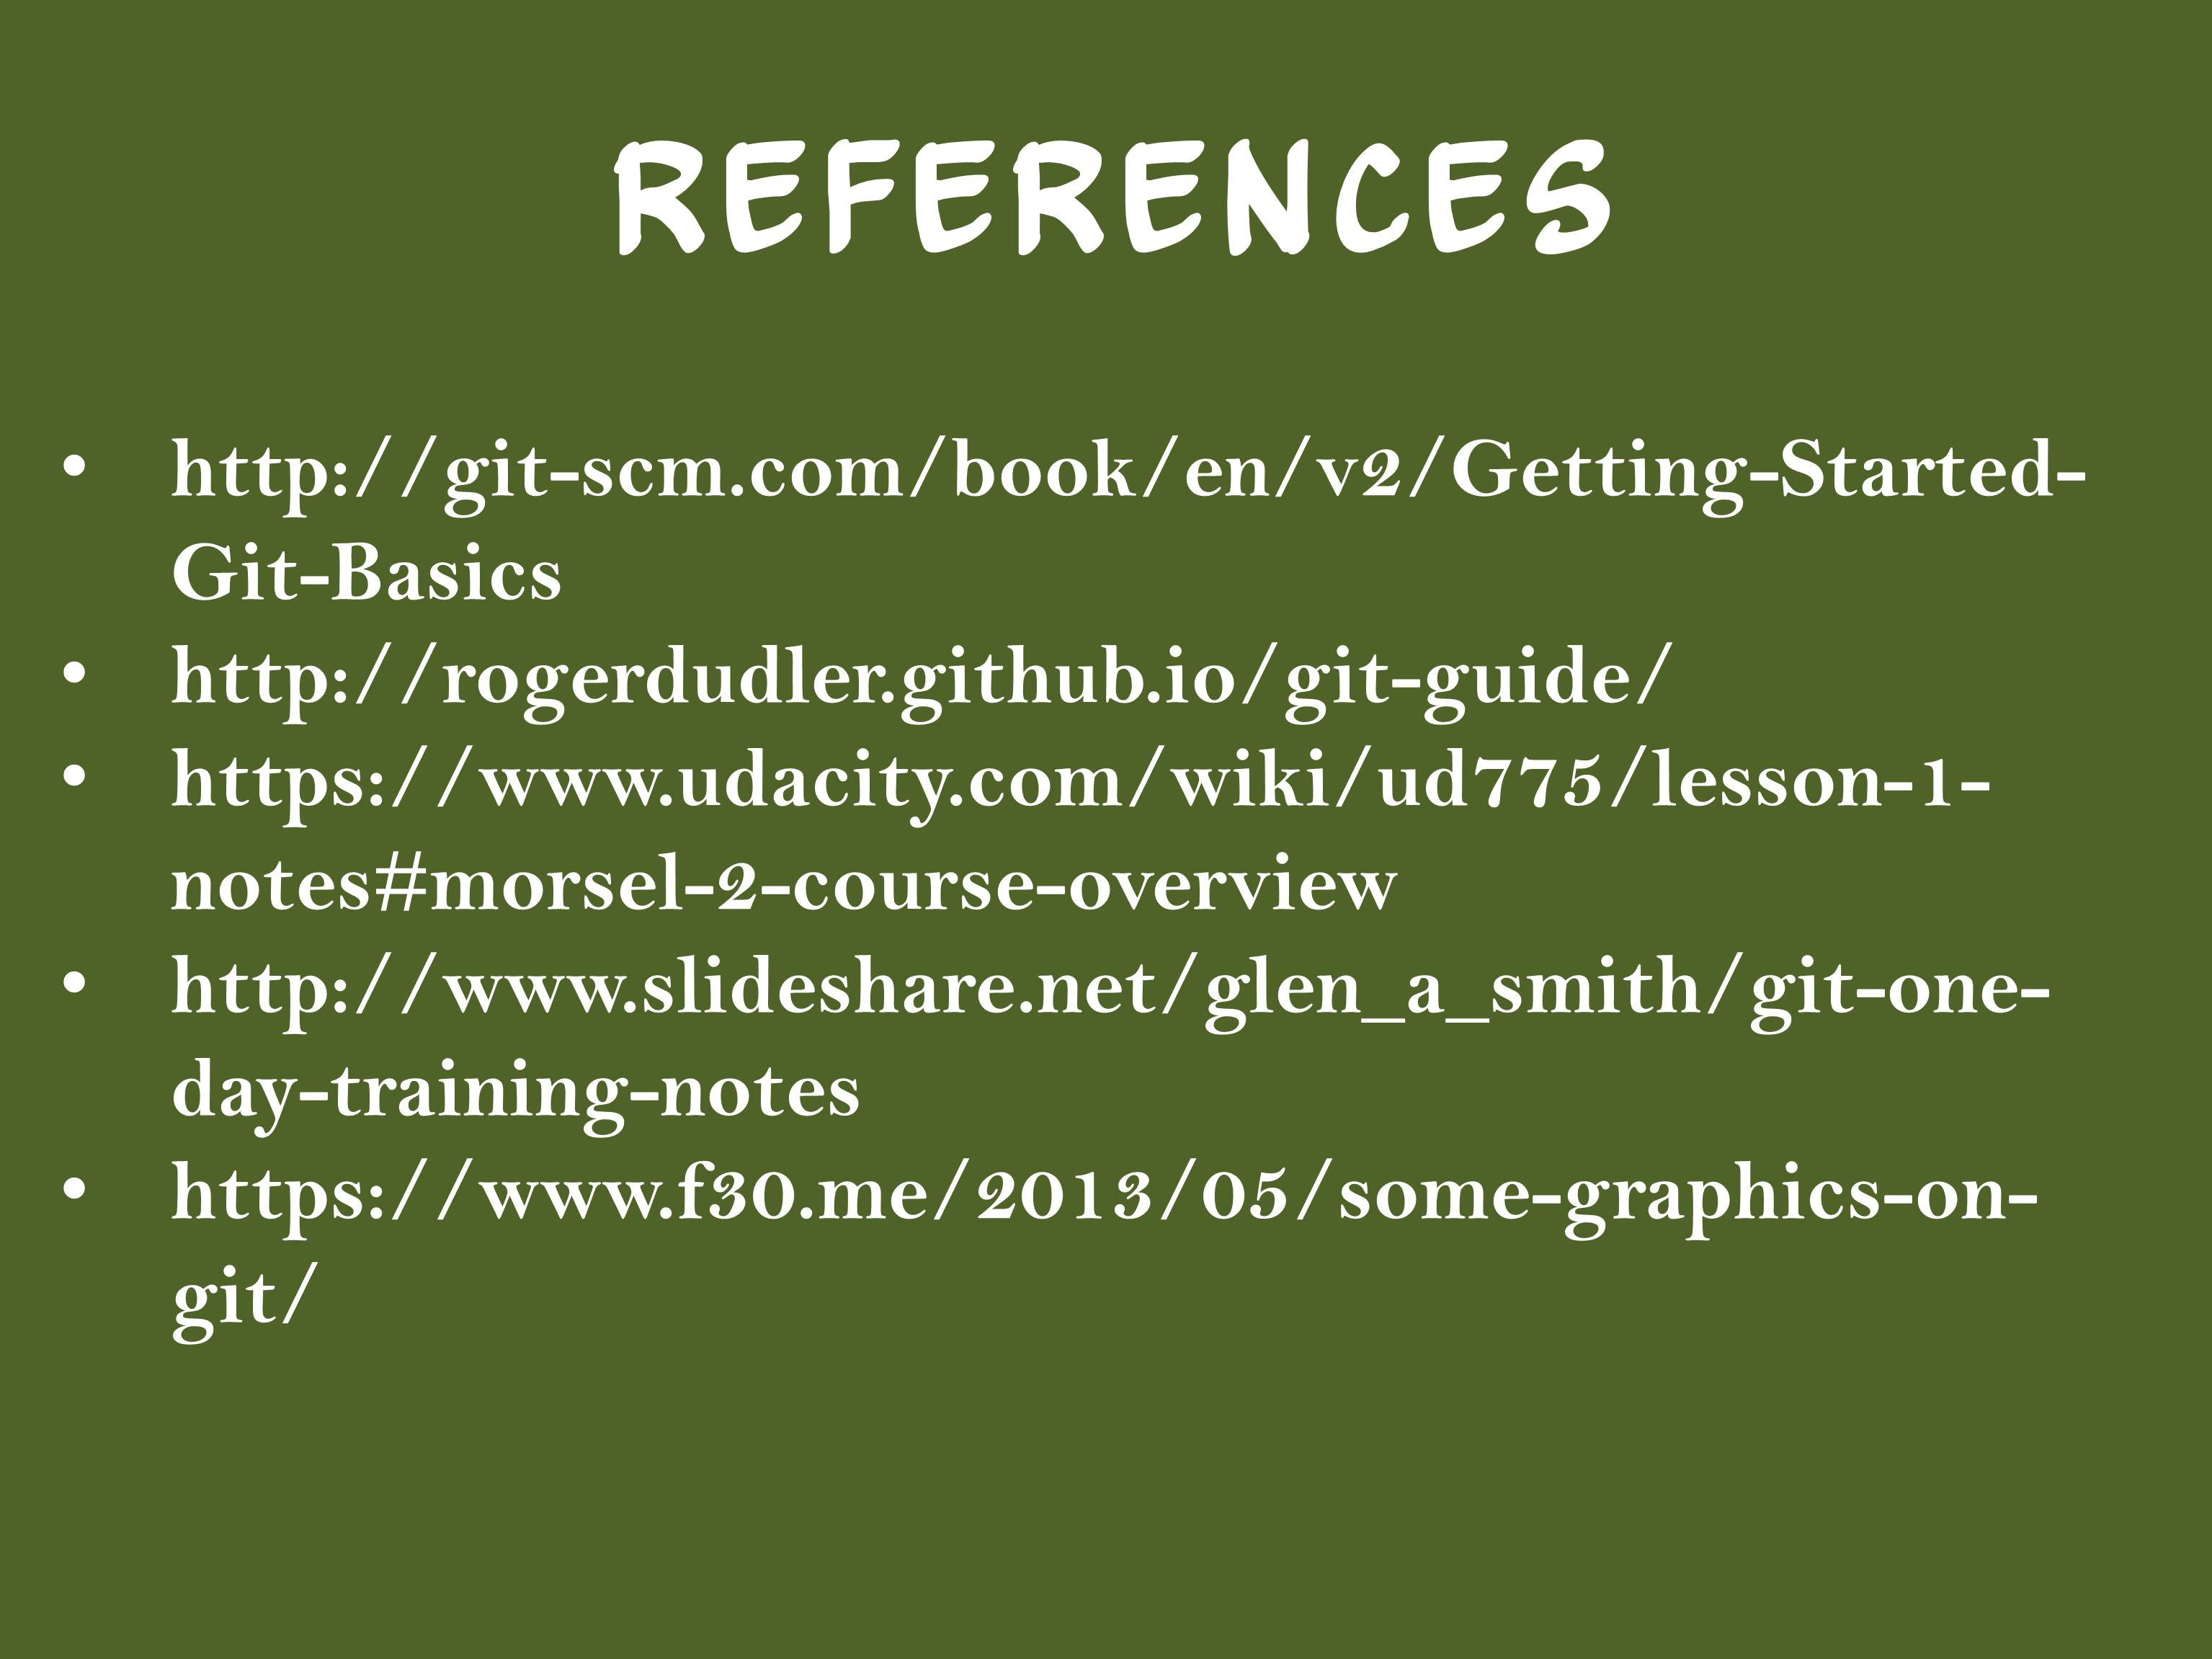 REFERENCES
• http://git-scm.com/book/en/v2/Getting-Started-
Git-Basics
• http://rogerdudler.github.io/git-guide/
• https://www.udacity.com/wiki/ud775/lesson-1-
notes#morsel-2-course-overview
• http://www.slideshare.net/glen_a_smith/git-one-
day-training-notes
• https://www.f30.me/2013/05/some-graphics-on-
git/